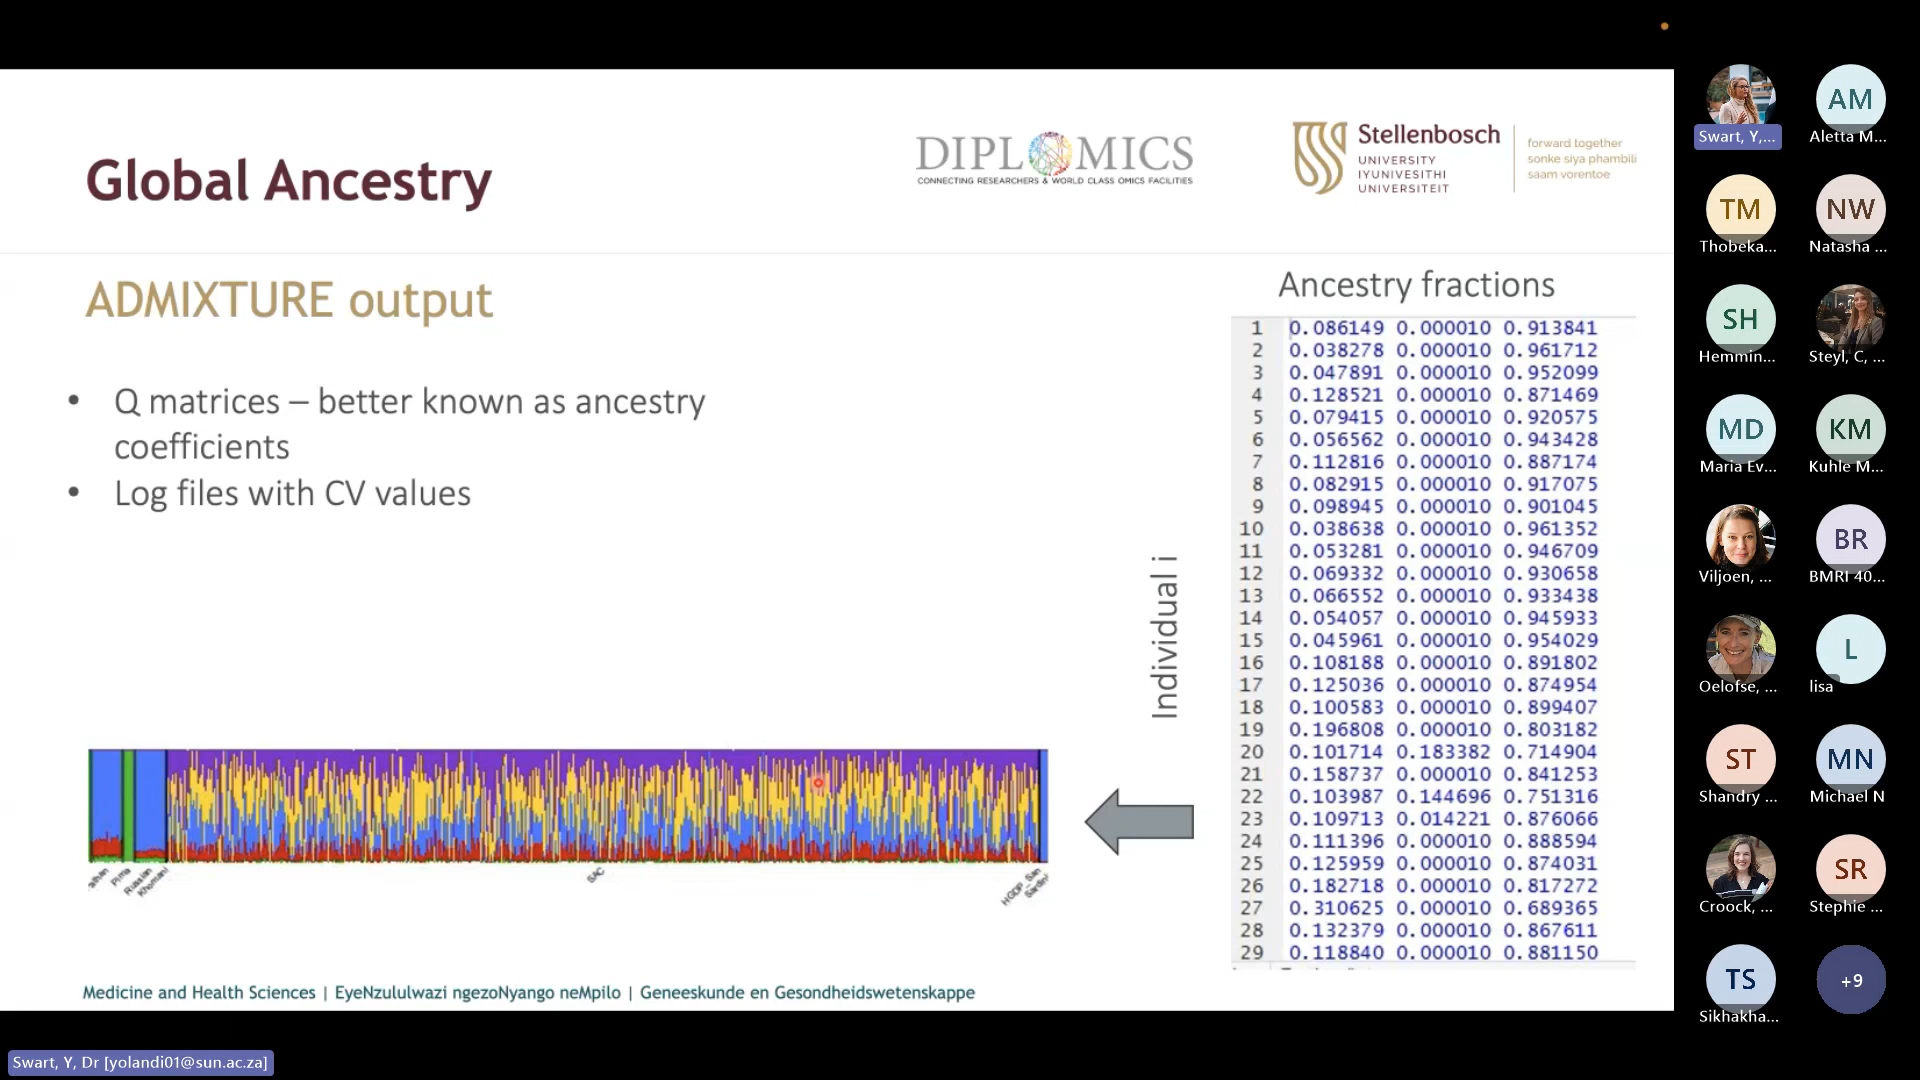 Global Ancestry
DIPLOMICS
CONNECTING RESEARCHERS & WORLD CLASS OMICS FACILITIES
Stellenbosch
UNIVERSITY
IYUNIVESITHI
UNIVERSITEIT
forward together
sonke siya phambili
saam vorentoe
ADMIXTURE output
• Q matrices – better known as ancestry
coefficients
• Log files with CV values
Ancestry fractions
Individual i
1 0.086149 0.000010 0.913841
2 0.038278 0.000010 0.961712
3 0.047891 0.000010 0.952099
4 0.128521 0.000010 0.871469
5 0.079415 0.000010 0.920575
6 0.056562 0.000010 0.943428
7 0.112816 0.000010 0.887174
8 0.082915 0.000010 0.917075
9 0.098945 0.000010 0.901045
10 0.038638 0.000010 0.961352
11 0.053281 0.000010 0.946709
12 0.069332 0.000010 0.930658
13 0.066552 0.000010 0.933438
14 0.054057 0.000010 0.945933
15 0.045961 0.000010 0.954029
16 0.108188 0.000010 0.891802
17 0.125036 0.000010 0.874954
18 0.100583 0.000010 0.899407
19 0.196808 0.000010 0.803182
20 0.101714 0.183382 0.714904
21 0.158737 0.000010 0.841253
22 0.103987 0.144696 0.751316
23 0.109713 0.014221 0.876066
24 0.111396 0.000010 0.888594
25 0.125959 0.000010 0.874031
26 0.182718 0.000010 0.817272
27 0.310625 0.000010 0.689365
28 0.132379 0.000010 0.867611
29 0.118840 0.000010 0.881150
Pima
Russian
Khomani
SAC
HGDP_San
Medicine and Health Sciences | EyeNzululwazi ngezoNyango neMpilo | Geneeskunde en Gesondheidswetenskappe
Swart, Y,...
AM
Aletta M...
TM
Thobeka...
NW
Natasha ...
SH
Hemmin...
Steyl, C, ...
MD
Maria Ev...
KM
Kuhle M...
Viljoen, ...
BR
BMRI 40...
Oelofse, ...
L
lisa
ST
Shandry ...
MN
Michael N
Croock, ...
SR
Stephie ...
TS
Sikhakha...
+9
Swart, Y, Dr [yolandi01@sun.ac.za]